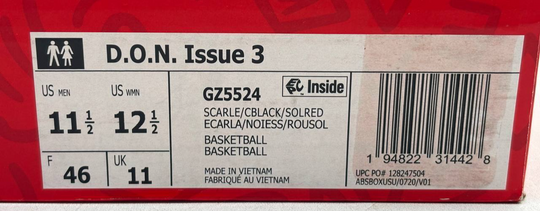 D.O.N. Issue 3
US MEN
11 1/2
US WMN
12 1/2
F
46
UK
11
GZ5524
Inside
SCARLE/CBLACK/SOLRED
ECARLA/NOIESS/ROUSOL
BASKETBALL
BASKETBALL
MADE IN VIETNAM
FABRIQUÉ AU VIETNAM
1 94822 31442 8
UPC PO# 128247504
ABSBOXUSU/0720/V01